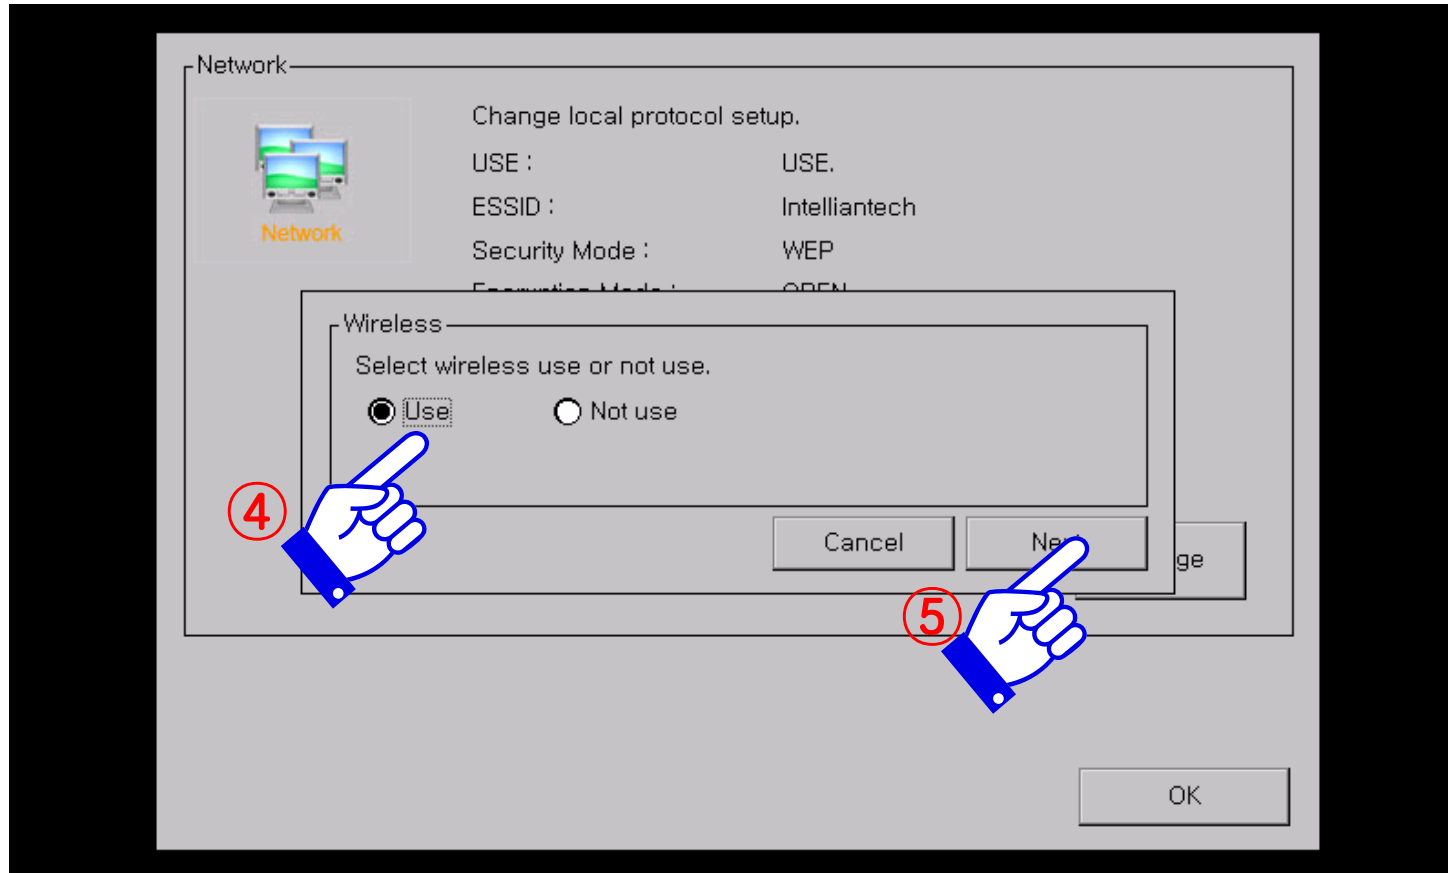 Network
Change local protocol setup.
Network
USE : USE.
ESSID : Intelliantech
Security Mode : WEP
Wireless
Select wireless use or not use.
Use Not use
④
Cancel
ge
⑤
OK